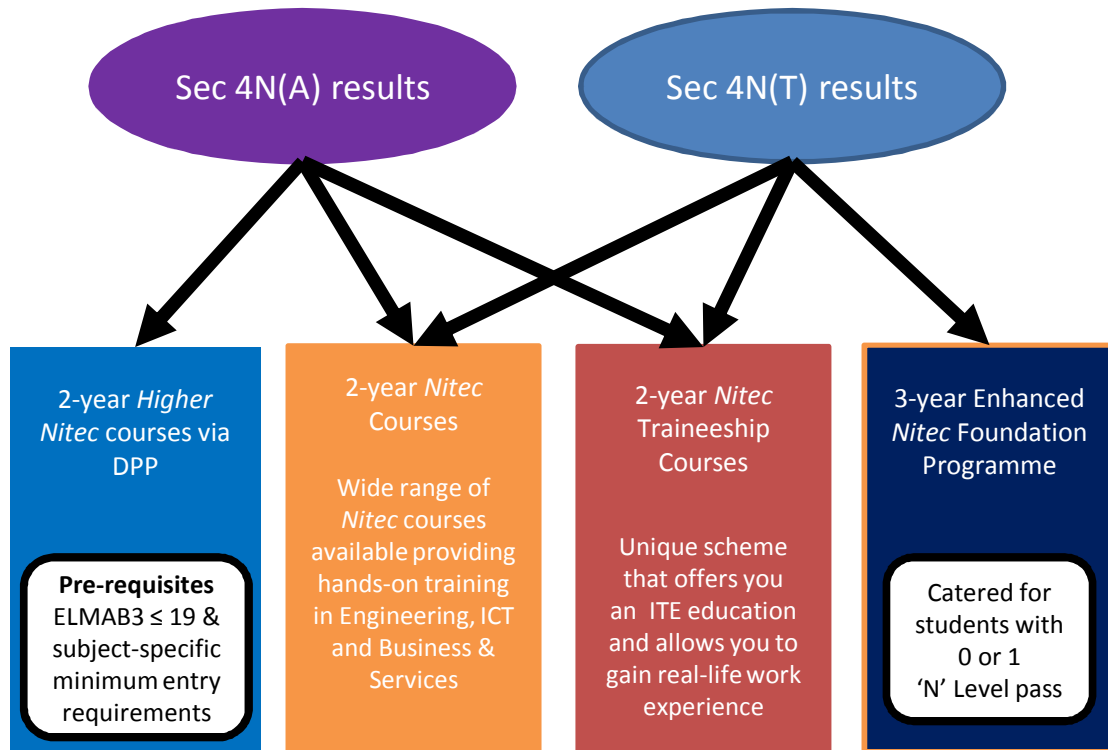 Sec 4N(A) results
Sec 4N(T) results
2-year Higher
Nitec courses via
DPP
Pre-requisites
ELMAB3 ≤ 19 &
subject-specific
minimum entry
requirements
2-year Nitec
Courses
Wide range of
Nitec courses
available providing
hands-on training
in Engineering, ICT
and Business &
Services
2-year Nitec
Traineeship
Courses
Unique scheme
that offers you
an ITE education
and allows you to
gain real-life work
experience
3-year Enhanced
Nitec Foundation
Programme
Catered for
students with
0 or 1
‘N’ Level pass